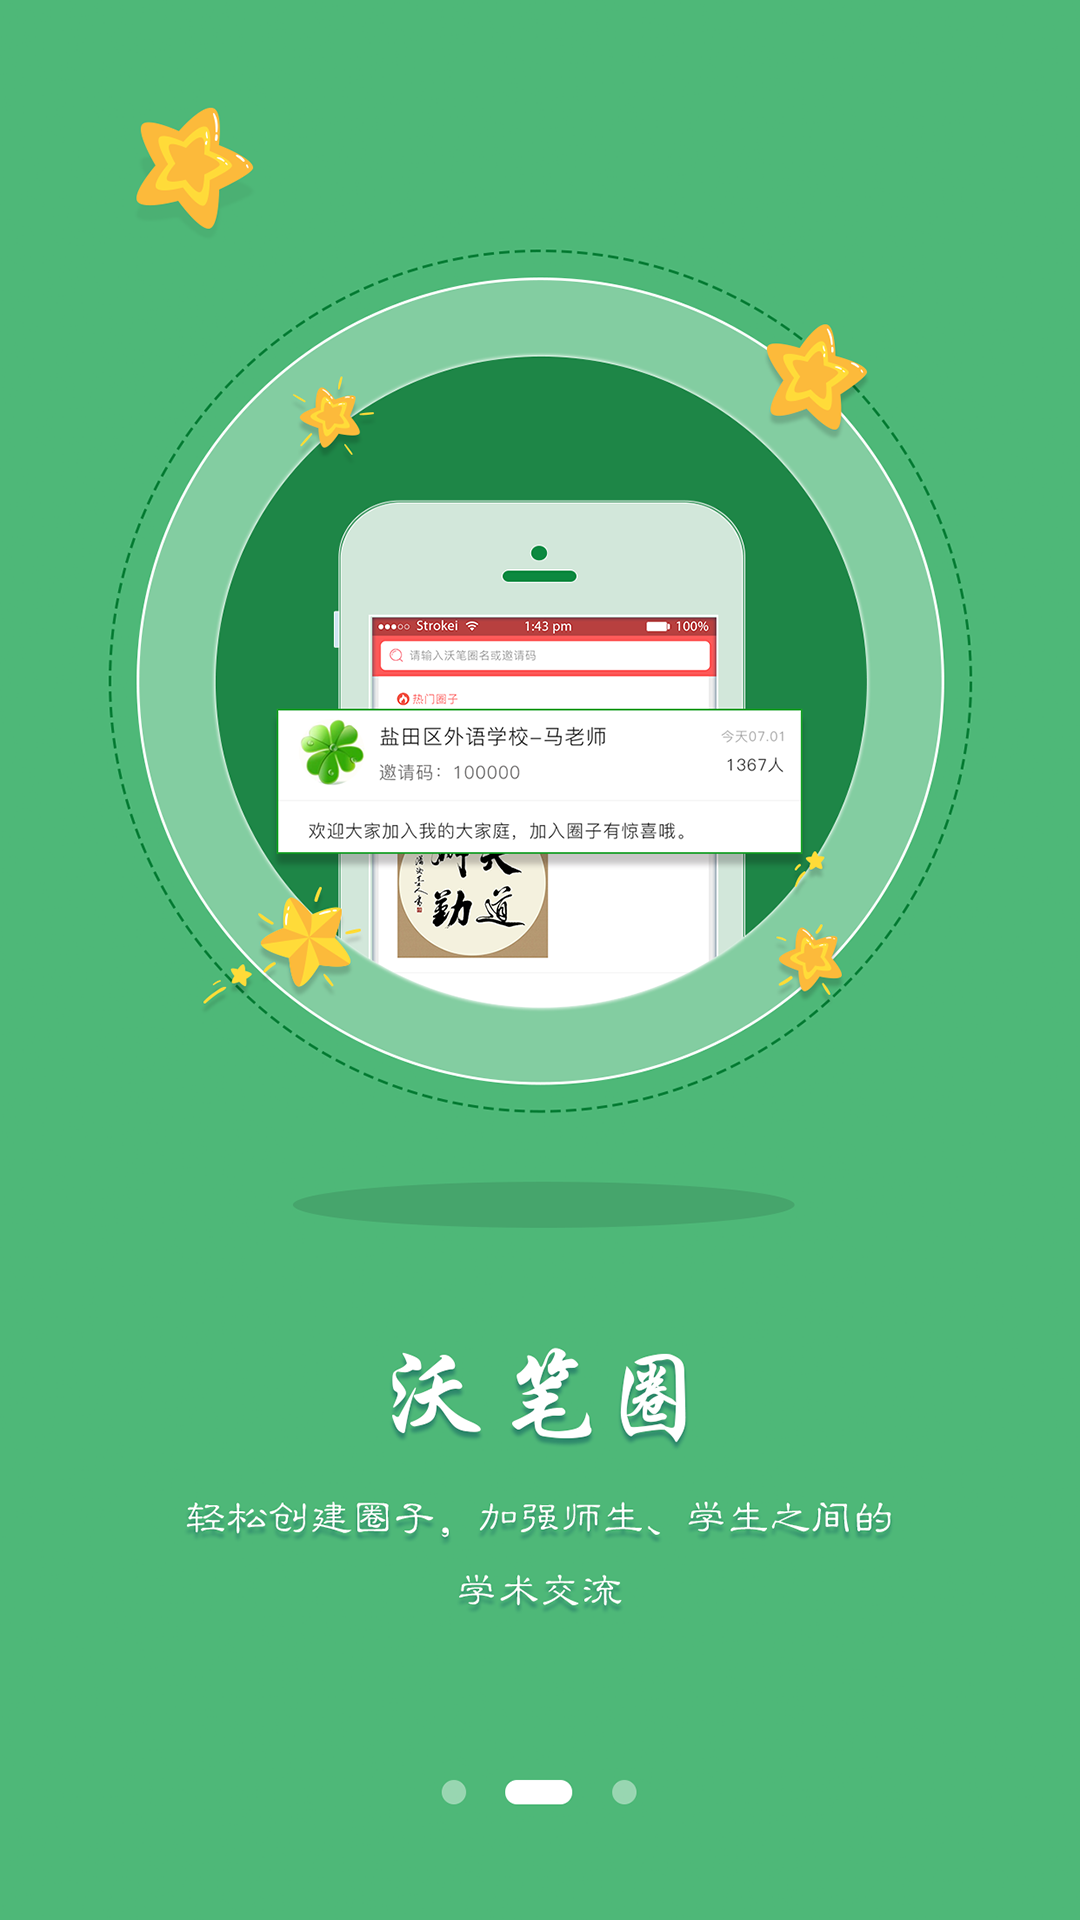 Strokei 1:43 pm 100%
请输入沃笔圈名或邀请码
热门圈子
盐田区外语学校-马老师 今天07.01
邀请码：100000 1367人
欢迎大家加入我的大家庭，加入圈子有惊喜哦。
勤 道
沃笔圈
轻松创建圈子，加强师生、学生之间的
学术交流